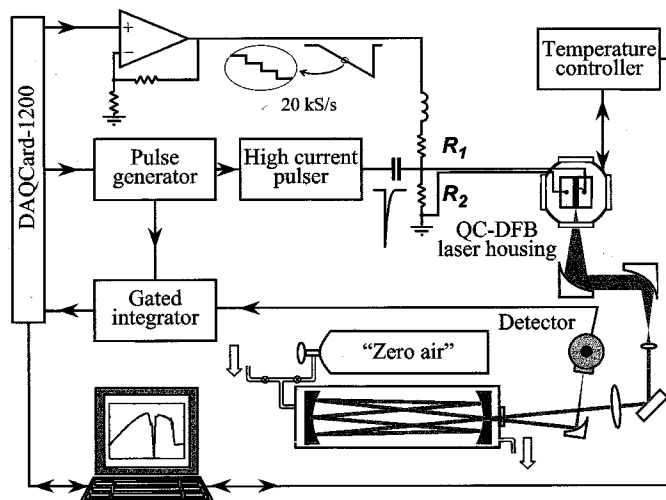 DAQCard-1200
+
−
20 kS/s
Temperature
controller
Pulse
generator
High current
pulser
R1
R2
QC-DFB
laser housing
Gated
integrator
Detector
“Zero air”